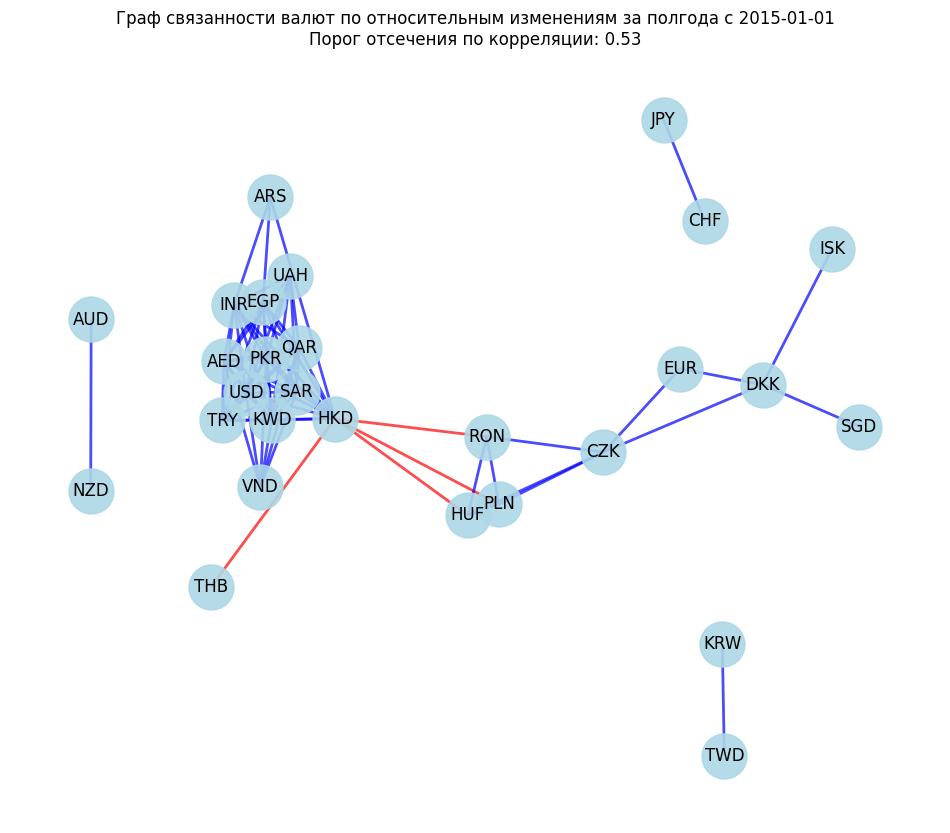 Граф связанности валют по относительным изменениям за полгода с 2015-01-01
Порог отсечения по корреляции: 0.53
JPY
ARS
CHF
ISK
UAH
EGP
INR
AUD
QAR
PKR
AED
EUR
DKK
USD
SAR
TRY
KWD
HKD
SGD
RON
CZK
VND
NZD
PLN
HUF
THB
KRW
TWD